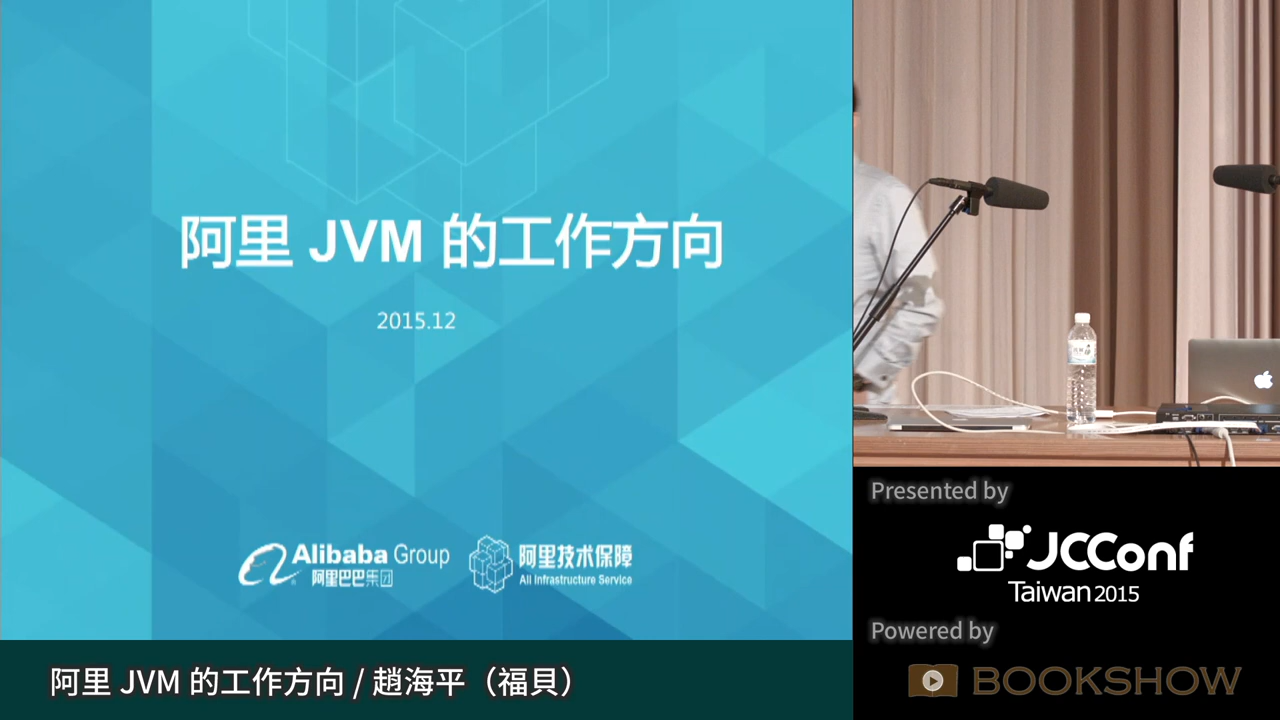 阿里 JVM 的工作方向
2015.12
Alibaba Group
阿里巴巴集团
阿里技术保障
Ali Infrastructure Service
Presented by
JCConf
Taiwan 2015
Powered by
BOOKSHOW
阿里 JVM 的工作方向 / 趙海平（福貝）